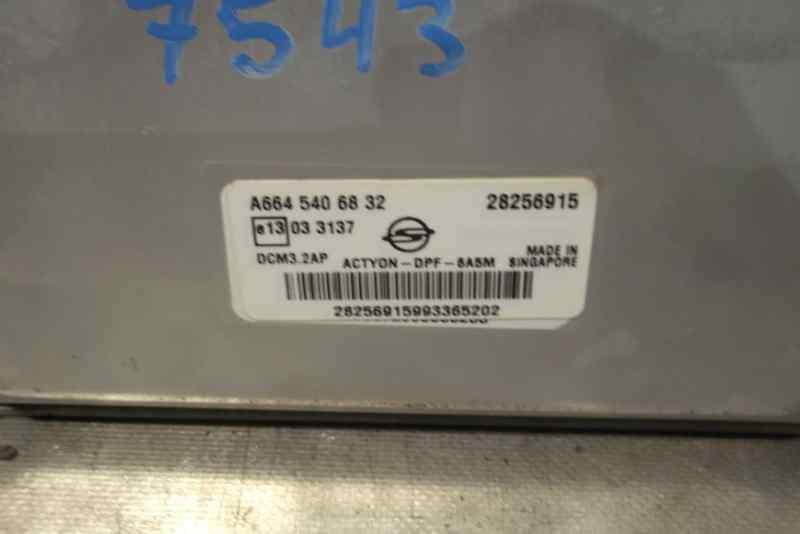 7543
A664 540 68 32 28256915
e13 03 3137
DCM3.2AP ACTYON-DPF-6A5M MADE IN
SINGAPORE
28256915993365202